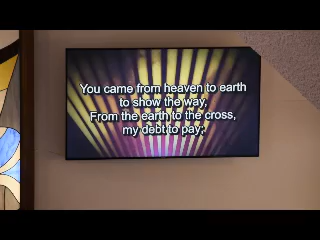 You came from heaven to earth
to show the way,
From the earth to the cross,
my debt to pay;